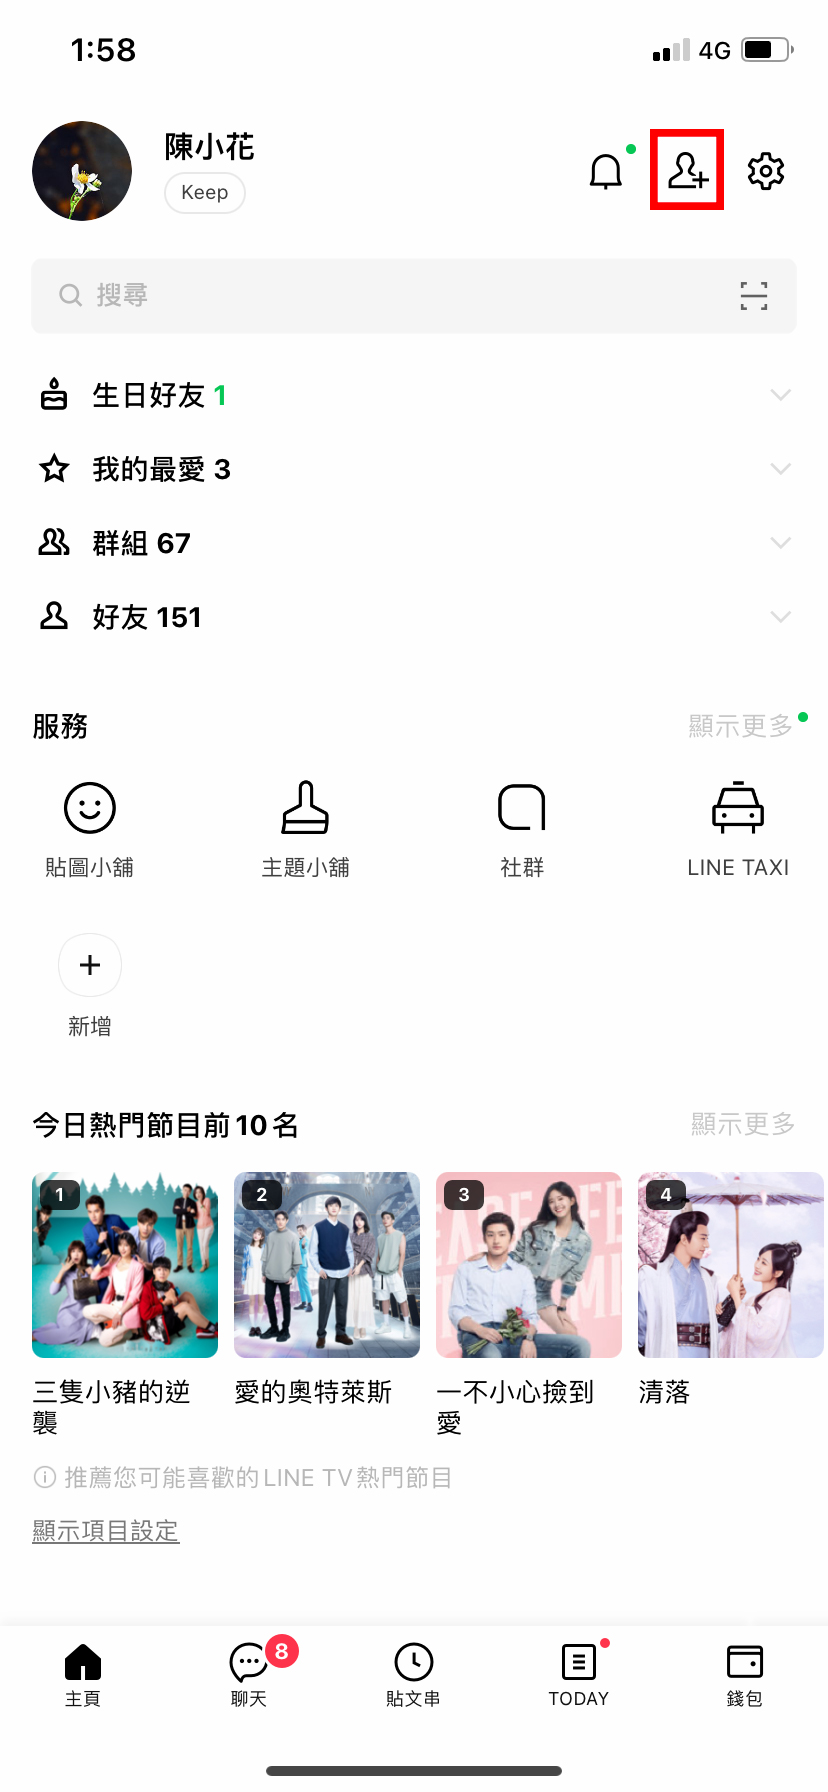 1:58
4G
陳小花
Keep
搜尋
生日好友 1
我的最愛 3
群組 67
好友 151
服務
顯示更多
貼圖小舖
主題小舖
社群
LINE TAXI
新增
今日熱門節目前10名
顯示更多
1
2
3
4
三隻小豬的逆
襲
愛的奧特萊斯
一不小心撿到
愛
清落
推薦您可能喜歡的LINE TV熱門節目
顯示項目設定
8
主頁
聊天
貼文串
TODAY
錢包